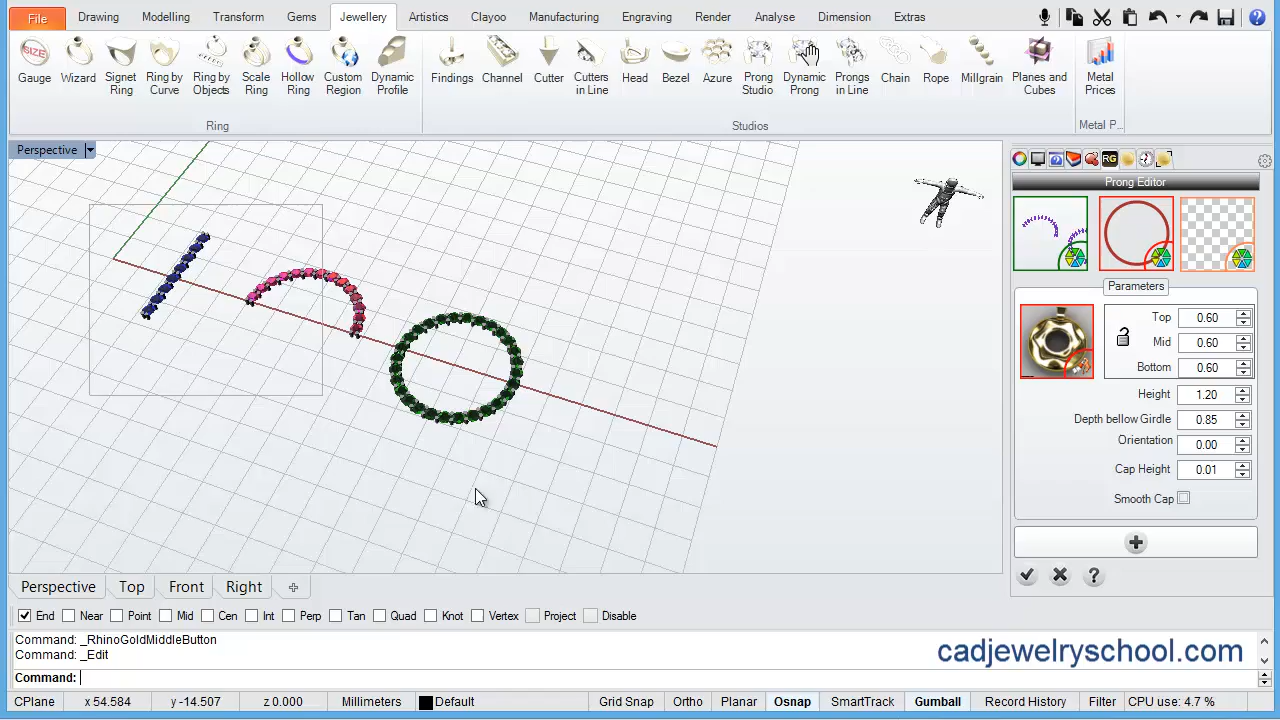 File Drawing Modelling Transform Gems Jewellery Artistics Clayoo Manufacturing Engraving Render Analyse Dimension Extras
SIZE
Gauge Wizard Signet Ring Ring by Curve Ring by Objects Scale Ring Hollow Ring Custom Region Dynamic Profile Findings Channel Cutter Cutters in Line Head Bezel Azure Prong Studio Dynamic Prong Prongs in Line Chain Rope Millgrain Planes and Cubes Metal Prices
Ring Studios Metal P...
Perspective
RG
Prong Editor
Parameters
Top 0.60
Mid 0.60
Bottom 0.60
Height 1.20
Depth bellow Girdle 0.85
Orientation 0.00
Cap Height 0.01
Smooth Cap
Perspective Top Front Right
End Near Point Mid Cen Int Perp Tan Quad Knot Vertex Project Disable
Command: _RhinoGoldMiddleButton
Command: _Edit
cadjewelryschool.com
Command:
CPlane x 54.584 y -14.507 z 0.000 Millimeters Default Grid Snap Ortho Planar Osnap SmartTrack Gumball Record History Filter CPU use: 4.7 %